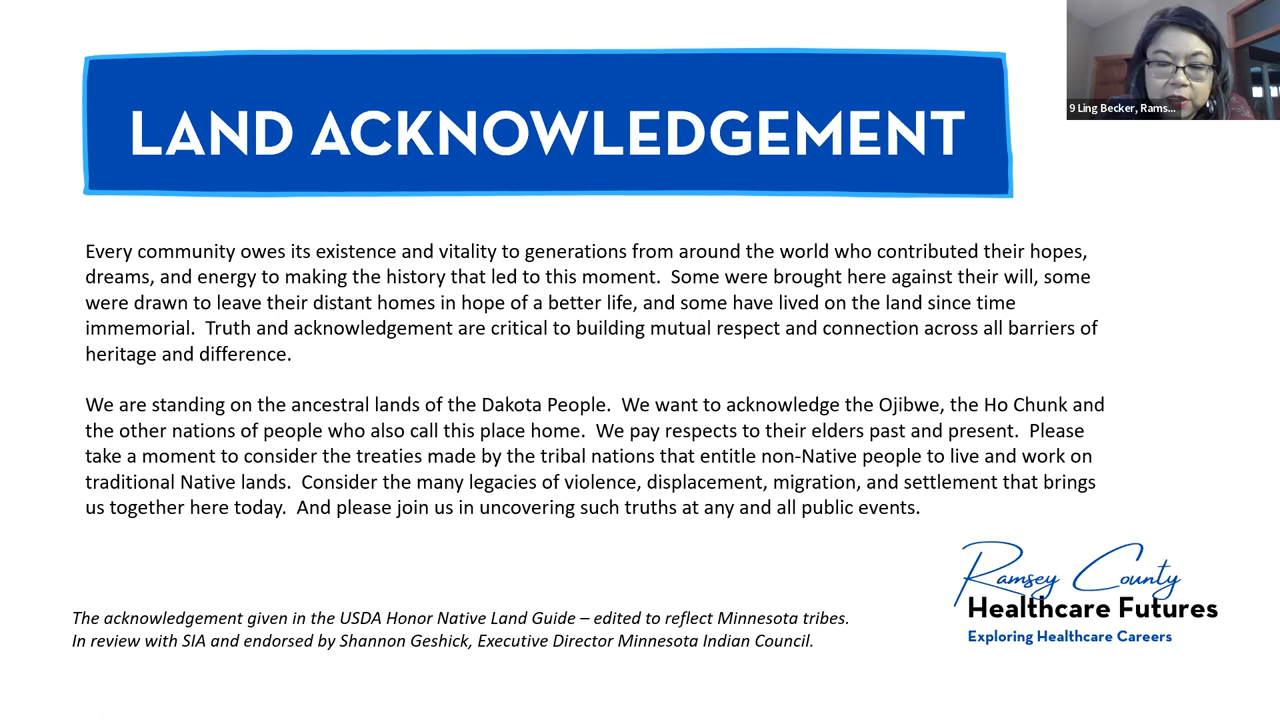 LAND ACKNOWLEDGEMENT
9 Ling Becker, Rams...
Every community owes its existence and vitality to generations from around the world who contributed their hopes,
dreams, and energy to making the history that led to this moment.  Some were brought here against their will, some
were drawn to leave their distant homes in hope of a better life, and some have lived on the land since time
immemorial.  Truth and acknowledgement are critical to building mutual respect and connection across all barriers of
heritage and difference.
We are standing on the ancestral lands of the Dakota People.  We want to acknowledge the Ojibwe, the Ho Chunk and
the other nations of people who also call this place home.  We pay respects to their elders past and present.  Please
take a moment to consider the treaties made by the tribal nations that entitle non-Native people to live and work on
traditional Native lands.  Consider the many legacies of violence, displacement, migration, and settlement that brings
us together here today.  And please join us in uncovering such truths at any and all public events.
The acknowledgement given in the USDA Honor Native Land Guide – edited to reflect Minnesota tribes.
In review with SIA and endorsed by Shannon Geshick, Executive Director Minnesota Indian Council.
Ramsey County
Healthcare Futures
Exploring Healthcare Careers